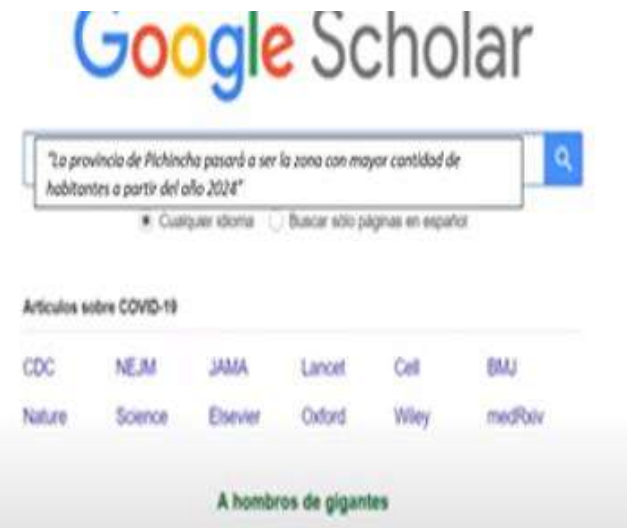 Google Scholar
"La provincia de Pichincha pasará a ser la zona con mayor cantidad de
habitantes a partir del año 2024"
Cualquier idioma Buscar sólo páginas en español
Artículos sobre COVID-19
CDC NEJM JAMA Lancet Cell BMJ
Nature Science Elsevier Oxford Wiley medRxiv
A hombros de gigantes